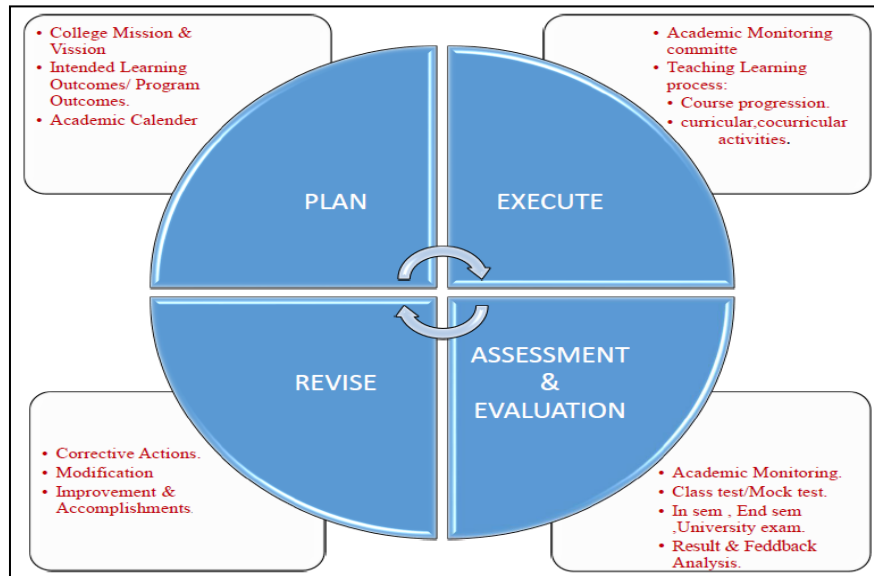 • College Mission &
Vission
• Intended Learning
Outcomes/ Program
Outcomes.
• Academic Calender
• Academic Monitoring
committe
• Teaching Learning
process:
• Course progression.
• curricular,cocurricular
activities.
PLAN
EXECUTE
REVISE
ASSESSMENT
&
EVALUATION
• Corrective Actions.
• Modification
• Improvement &
Accomplishments.
• Academic Monitoring.
• Class test/Mock test.
• In sem , End sem
,University exam.
• Result & Feddback
Analysis.